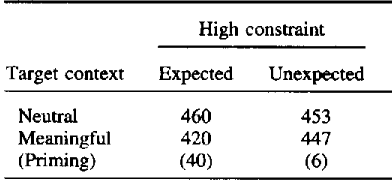 High constraint
Target context Expected Unexpected
Neutral 460 453
Meaningful 420 447
(Priming) (40) (6)